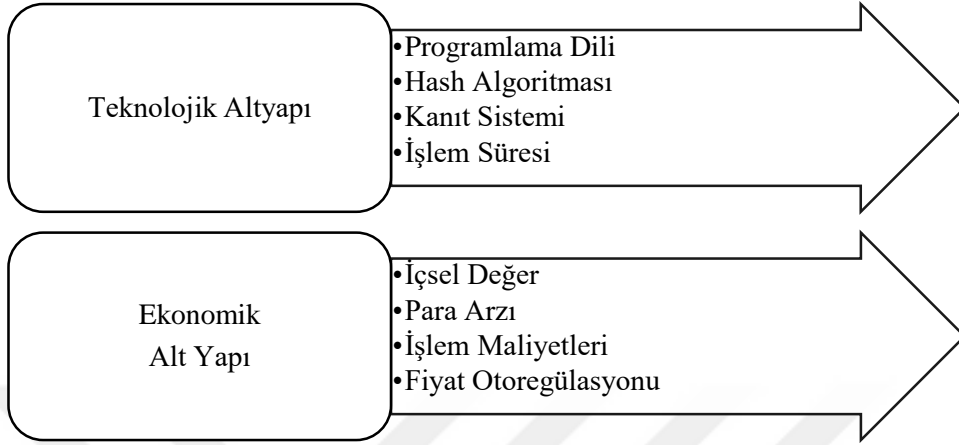 Teknolojik Altyapı
•Programlama Dili
•Hash Algoritması
•Kanıt Sistemi
•İşlem Süresi
Ekonomik
Alt Yapı
•İçsel Değer
•Para Arzı
•İşlem Maliyetleri
•Fiyat Otoregülasyonu